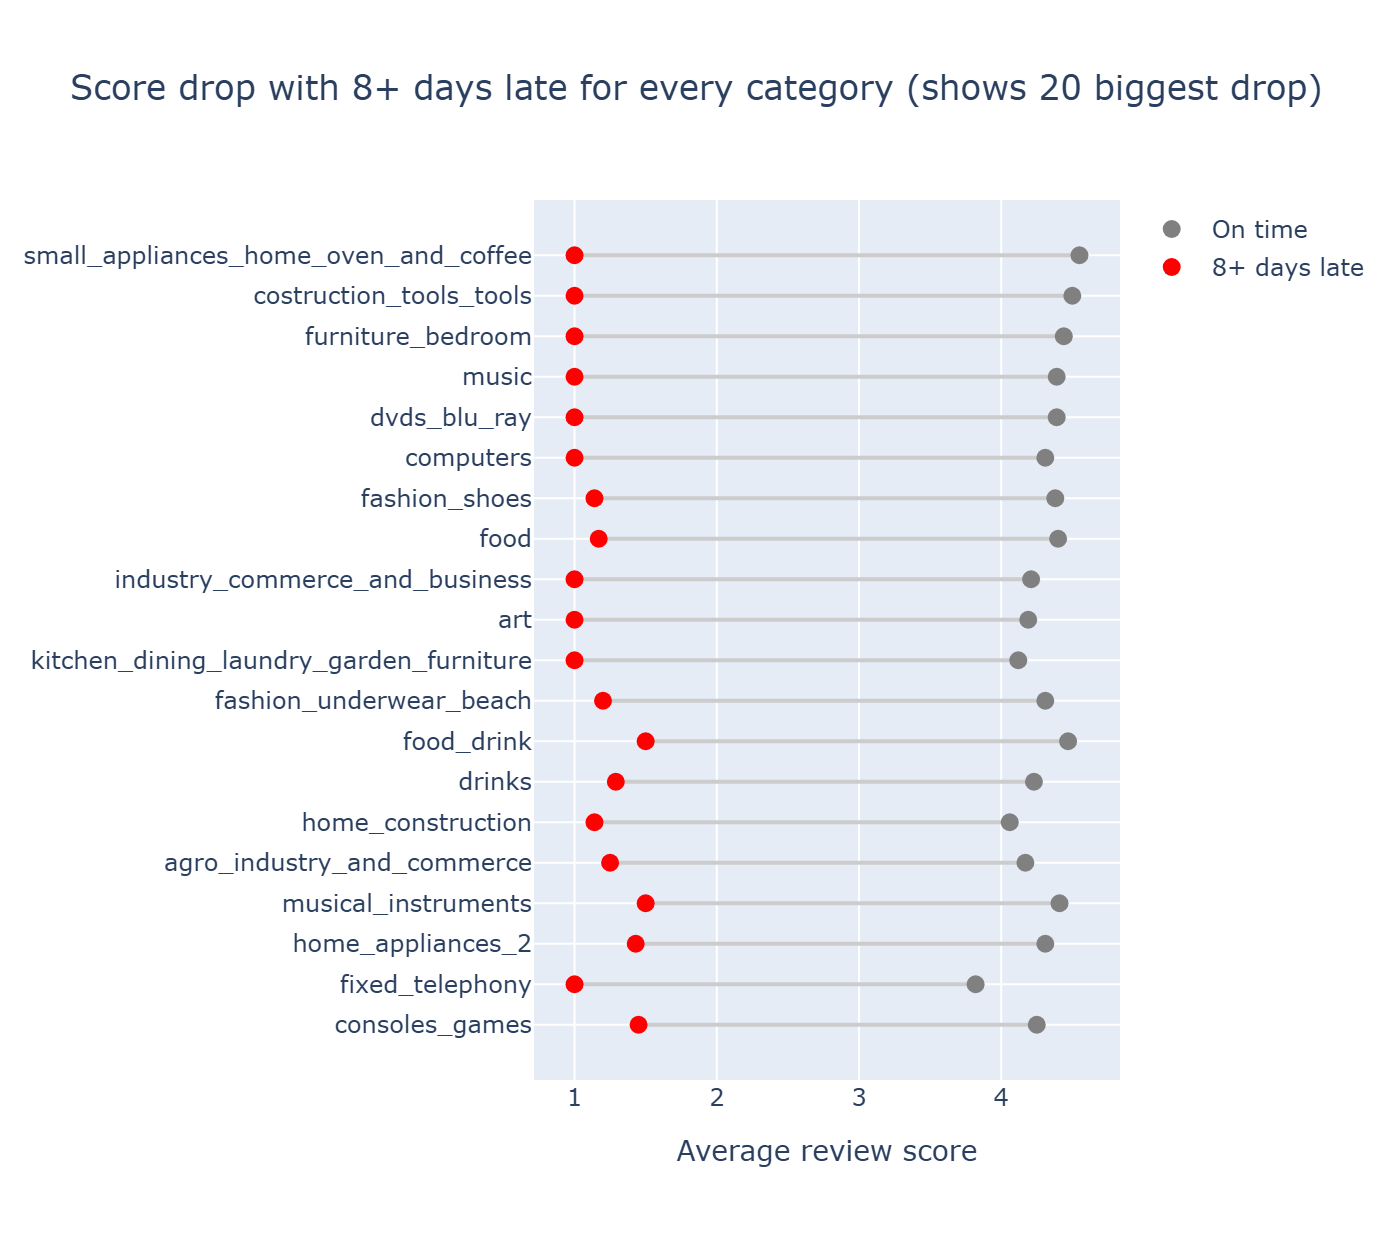 Score drop with 8+ days late for every category (shows 20 biggest drop)
On time
8+ days late
small_appliances_home_oven_and_coffee
costruction_tools_tools
furniture_bedroom
music
dvds_blu_ray
computers
fashion_shoes
food
industry_commerce_and_business
art
kitchen_dining_laundry_garden_furniture
fashion_underwear_beach
food_drink
drinks
home_construction
agro_industry_and_commerce
musical_instruments
home_appliances_2
fixed_telephony
consoles_games
1 2 3 4
Average review score